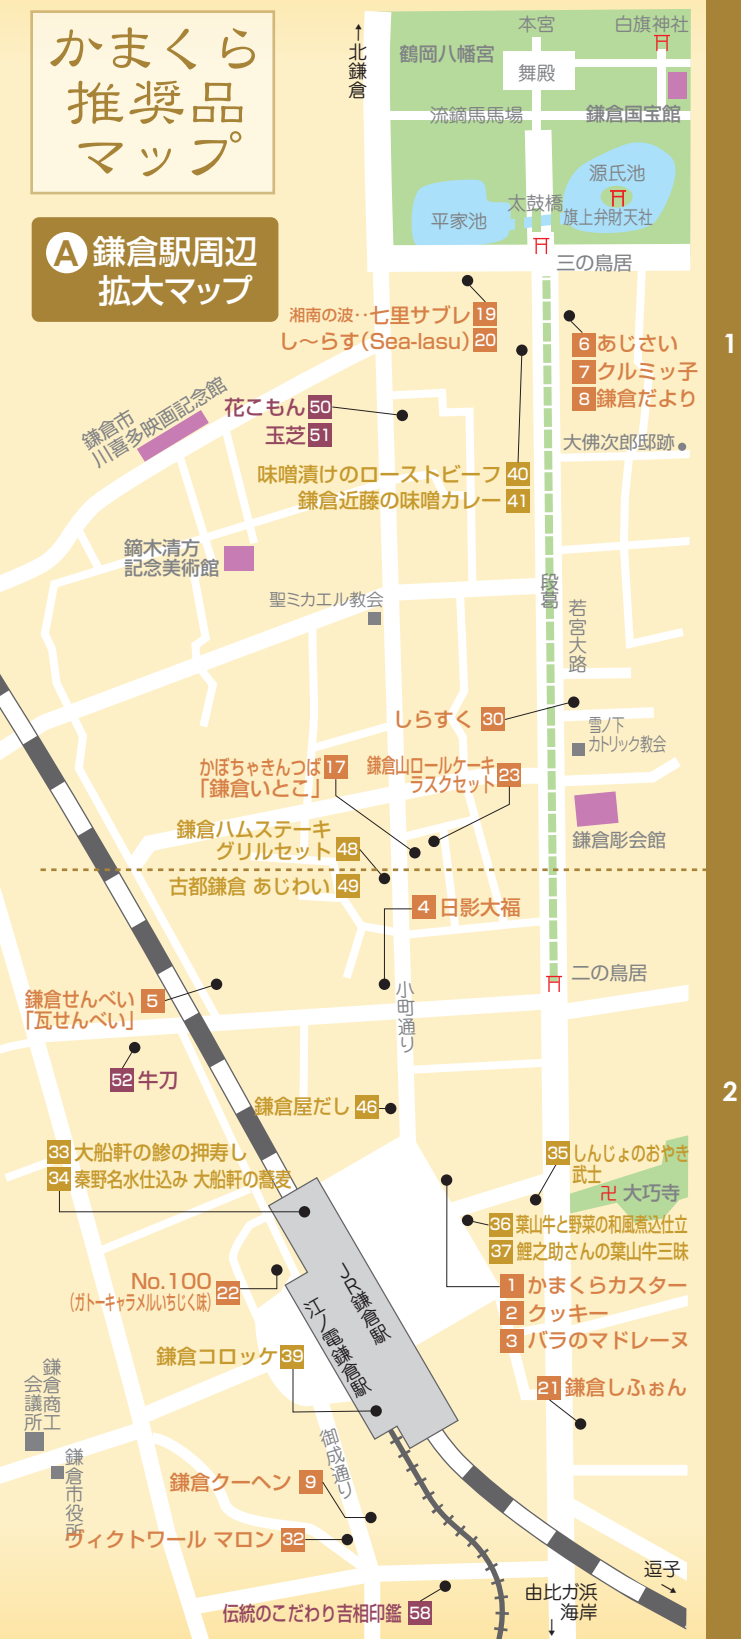 かまくら
推奨品
マップ
A 鎌倉駅周辺
拡大マップ
↑北鎌倉
本宮
白旗神社
鶴岡八幡宮
舞殿
流鏑馬馬場
鎌倉国宝館
源氏池
太鼓橋
旗上弁財天社
平家池
三の鳥居
湘南の波‥七里サブレ 19
し〜らす(Sea-lasu) 20
6 あじさい
7 クルミッ子
8 鎌倉だより
1
鎌倉市
川喜多映画記念館
花こもん 50
玉芝 51
大佛次郎邸跡
味噌漬けのローストビーフ 40
鎌倉近藤の味噌カレー 41
鏑木清方
記念美術館
聖ミカエル教会
段葛
若宮大路
しらすく 30
雪ノ下
カトリック教会
かぼちゃきんつば 17
「鎌倉いとこ」
鎌倉山ロールケーキ
ラスクセット 23
鎌倉ハムステーキ
グリルセット 48
鎌倉彫会館
古都鎌倉 あじわい 49
4 日影大福
二の鳥居
鎌倉せんべい 5
「瓦せんべい」
小町通り
52 牛刀
2
鎌倉屋だし 46
33 大船軒の鯵の押寿し
34 秦野名水仕込み 大船軒の蕎麦
35 しんじょのおやき
武士
卍 大巧寺
36 葉山牛と野菜の和風煮込仕立
37 鯉之助さんの葉山牛三昧
No.100
(ガトーキャラメルいちじく味) 22
1 かまくらカスター
2 クッキー
3 バラのマドレーヌ
JR鎌倉駅
江ノ電鎌倉駅
鎌倉コロッケ 39
21 鎌倉しふぉん
鎌倉商工
会議所
鎌倉市役所
御成通り
鎌倉クーヘン 9
ヴィクトワール マロン 32
逗子
→
由比ガ浜
海岸
↓
伝統のこだわり吉相印鑑 58